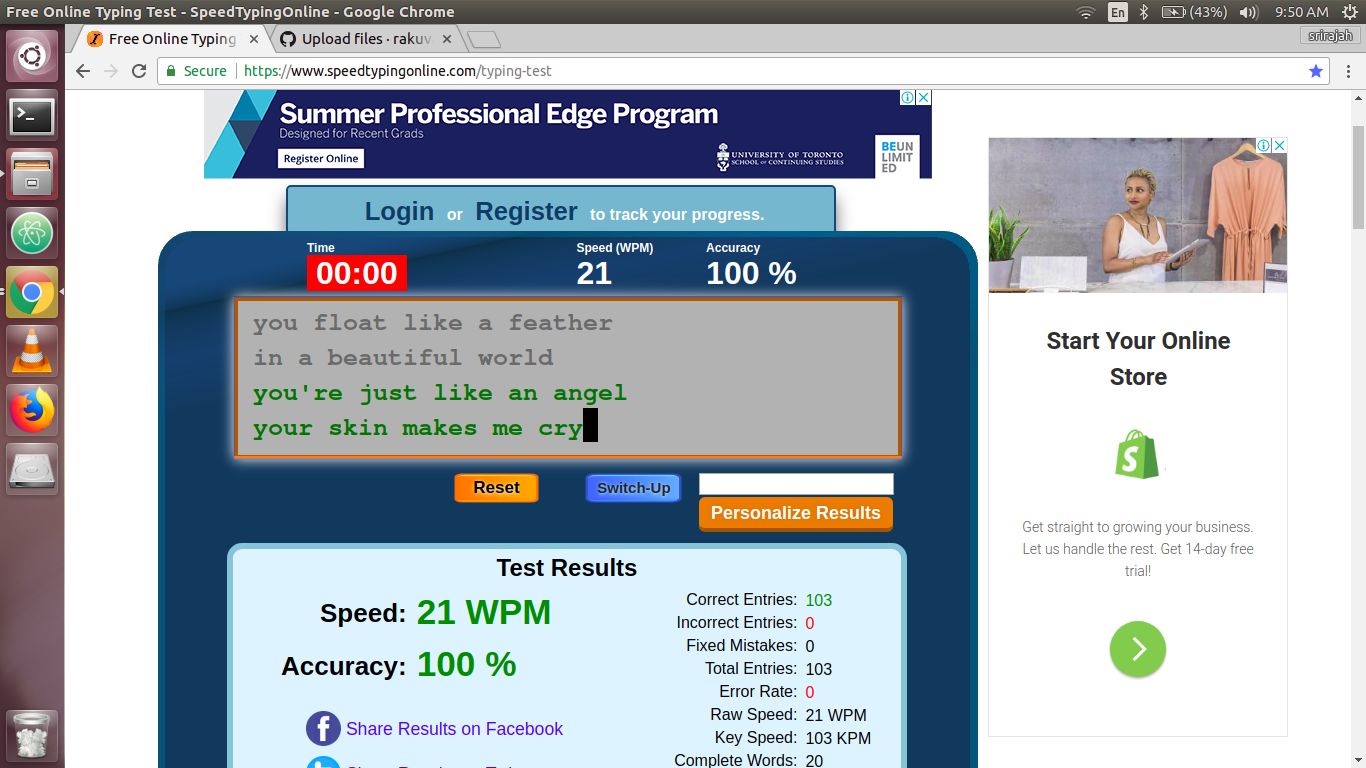 Free Online Typing Test - SpeedTypingOnline - Google Chrome
En
(43%)
9:50 AM
Free Online Typing
Upload files · rakuv
srirajah
Secure
https://www.speedtypingonline.com/typing-test
Summer Professional Edge Program
Designed for Recent Grads
Register Online
UNIVERSITY OF TORONTO
SCHOOL OF CONTINUING STUDIES
BEUN
LIMIT
ED
Login or Register to track your progress.
Time
Speed (WPM)
Accuracy
00:00
21
100 %
you float like a feather
in a beautiful world
you're just like an angel
your skin makes me cry
Reset
Switch-Up
Personalize Results
Test Results
Speed: 21 WPM
Accuracy: 100 %
Share Results on Facebook
Correct Entries: 103
Incorrect Entries: 0
Fixed Mistakes: 0
Total Entries: 103
Error Rate: 0
Raw Speed: 21 WPM
Key Speed: 103 KPM
Complete Words: 20
Start Your Online
Store
Get straight to growing your business.
Let us handle the rest. Get 14-day free
trial!